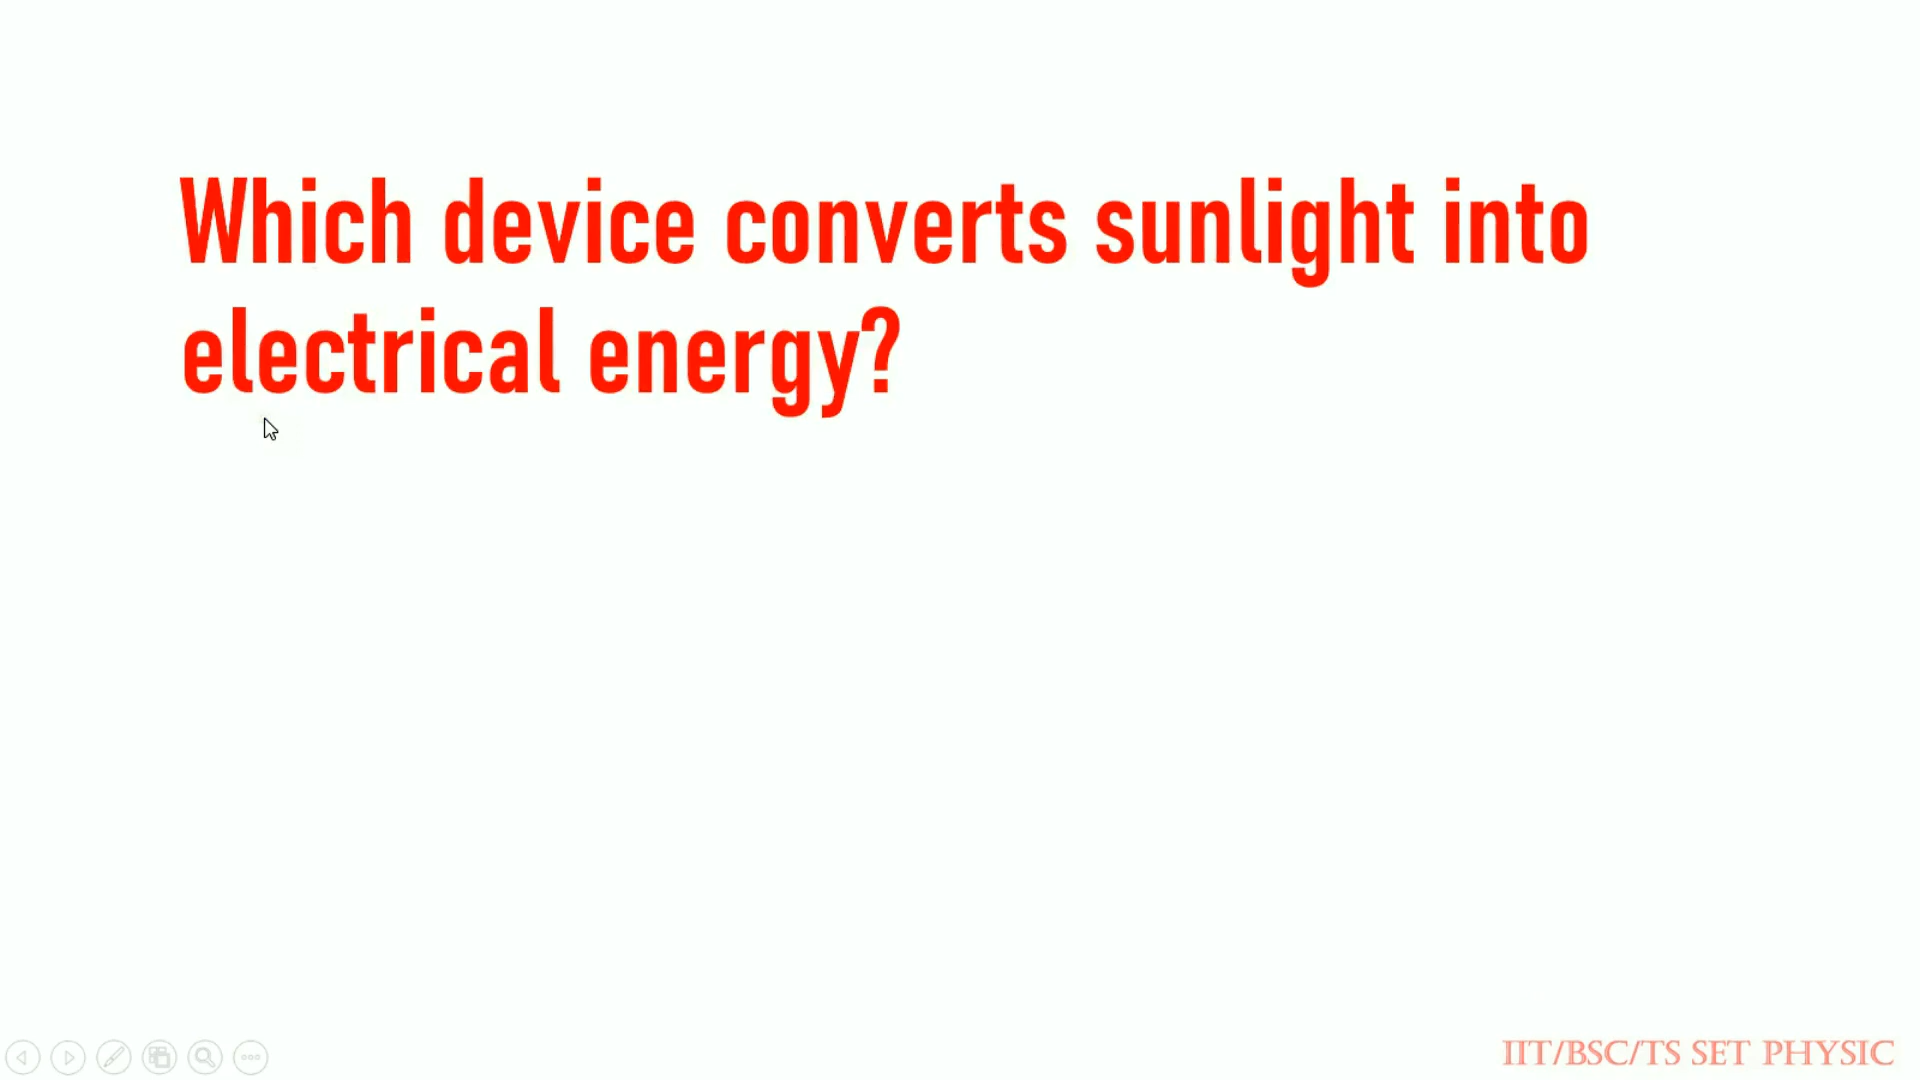 Which device converts sunlight into
electrical energy?
IIT/BSC/TS SET PHYSIC